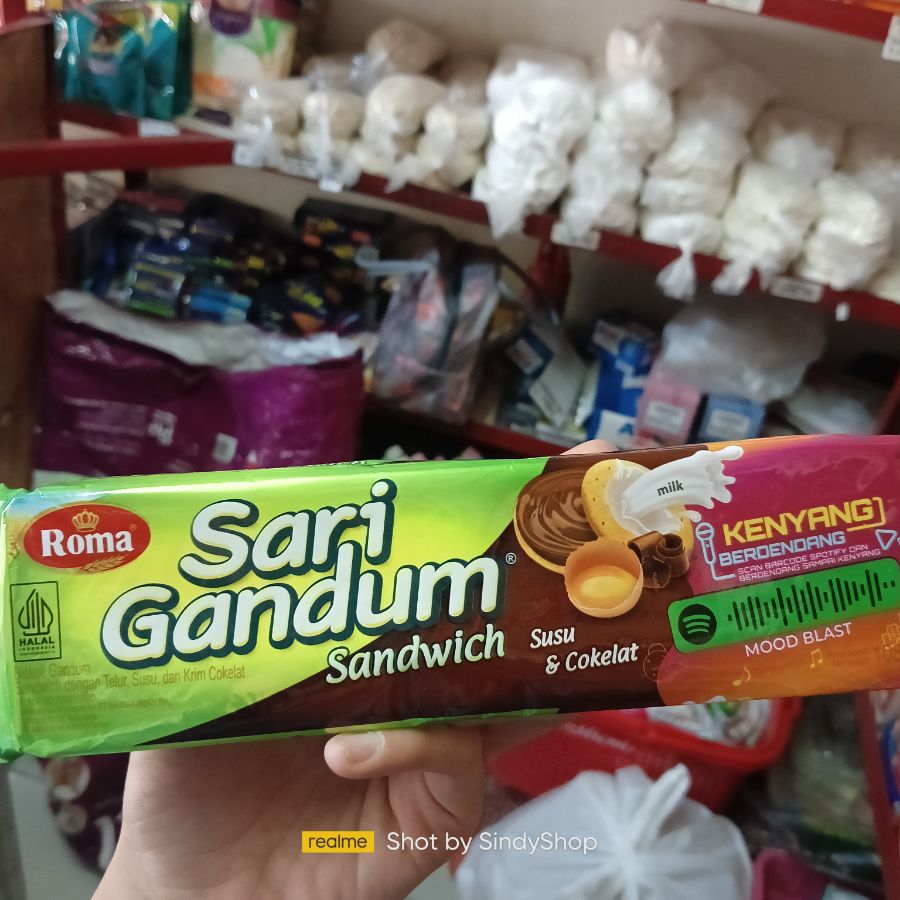 Roma
HALAL
INDONESIA
Sari
Gandum®
Sandwich
Gandum
Sandwich dengan Telur, Susu, dan Krim Cokelat
milk
Susu
& Cokelat
KENYANG
BERDENDANG
SCAN BARCODE SPOTIFY DAN
BERDENDANG SAMPAI KENYANG
MOOD BLAST
realme Shot by SindyShop